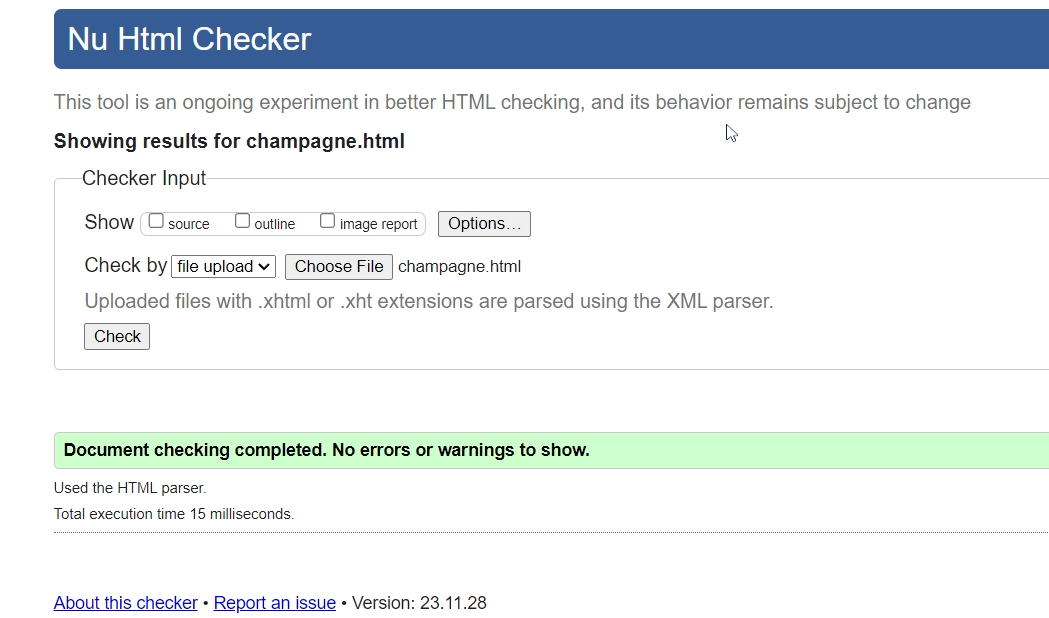 Nu Html Checker
This tool is an ongoing experiment in better HTML checking, and its behavior remains subject to change
Showing results for champagne.html
Checker Input
Show source outline image report Options...
Check by file upload Choose File champagne.html
Uploaded files with .xhtml or .xht extensions are parsed using the XML parser.
Check
Document checking completed. No errors or warnings to show.
Used the HTML parser.
Total execution time 15 milliseconds.
About this checker • Report an issue • Version: 23.11.28